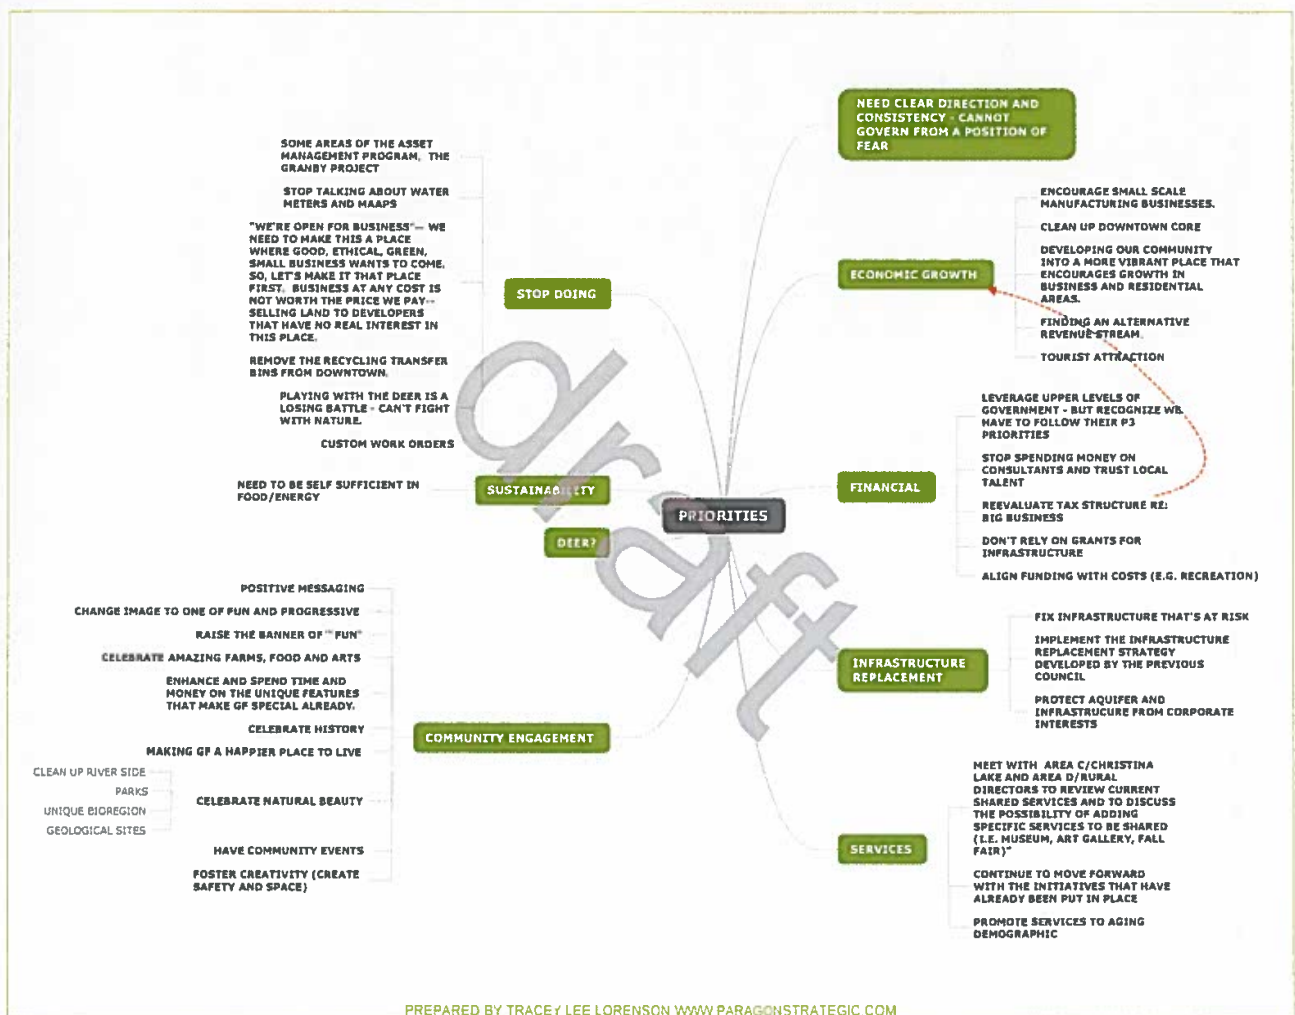 NEED CLEAR DIRECTION AND
CONSISTENCY - CANNOT
GOVERN FROM A POSITION OF
FEAR
SOME AREAS OF THE ASSET
MANAGEMENT PROGRAM, THE
GRANBY PROJECT
STOP TALKING ABOUT WATER
METERS AND MAAPS
"WE'RE OPEN FOR BUSINESS"— WE
NEED TO MAKE THIS A PLACE
WHERE GOOD, ETHICAL, GREEN,
SMALL BUSINESS WANTS TO COME.
SO, LET'S MAKE IT THAT PLACE
FIRST. BUSINESS AT ANY COST IS
NOT WORTH THE PRICE WE PAY--
SELLING LAND TO DEVELOPERS
THAT HAVE NO REAL INTEREST IN
THIS PLACE.
REMOVE THE RECYCLING TRANSFER
BINS FROM DOWNTOWN.
PLAYING WITH THE DEER IS A
LOSING BATTLE - CAN'T FIGHT
WITH NATURE.
CUSTOM WORK ORDERS
STOP DOING
ENCOURAGE SMALL SCALE
MANUFACTURING BUSINESSES.
CLEAN UP DOWNTOWN CORE
DEVELOPING OUR COMMUNITY
INTO A MORE VIBRANT PLACE THAT
ENCOURAGES GROWTH IN
BUSINESS AND RESIDENTIAL
AREAS.
FINDING AN ALTERNATIVE
REVENUE STREAM.
TOURIST ATTRACTION
ECONOMIC GROWTH
LEVERAGE UPPER LEVELS OF
GOVERNMENT - BUT RECOGNIZE WE
HAVE TO FOLLOW THEIR P3
PRIORITIES
STOP SPENDING MONEY ON
CONSULTANTS AND TRUST LOCAL
TALENT
REEVALUATE TAX STRUCTURE RE:
BIG BUSINESS
DON'T RELY ON GRANTS FOR
INFRASTRUCTURE
ALIGN FUNDING WITH COSTS (E.G. RECREATION)
FINANCIAL
NEED TO BE SELF SUFFICIENT IN
FOOD/ENERGY
SUSTAINABILITY
PRIORITIES
DEER?
draft
POSITIVE MESSAGING
CHANGE IMAGE TO ONE OF FUN AND PROGRESSIVE
RAISE THE BANNER OF "FUN"
CELEBRATE AMAZING FARMS, FOOD AND ARTS
ENHANCE AND SPEND TIME AND
MONEY ON THE UNIQUE FEATURES
THAT MAKE GF SPECIAL ALREADY.
CELEBRATE HISTORY
MAKING GF A HAPPIER PLACE TO LIVE
CLEAN UP RIVER SIDE
PARKS
UNIQUE BIOREGION
GEOLOGICAL SITES
CELEBRATE NATURAL BEAUTY
HAVE COMMUNITY EVENTS
FOSTER CREATIVITY (CREATE
SAFETY AND SPACE)
COMMUNITY ENGAGEMENT
FIX INFRASTRUCTURE THAT'S AT RISK
IMPLEMENT THE INFRASTRUCTURE
REPLACEMENT STRATEGY
DEVELOPED BY THE PREVIOUS
COUNCIL
PROTECT AQUIFER AND
INFRASTRUCURE FROM CORPORATE
INTERESTS
INFRASTRUCTURE
REPLACEMENT
MEET WITH AREA C/CHRISTINA
LAKE AND AREA D/RURAL
DIRECTORS TO REVIEW CURRENT
SHARED SERVICES AND TO DISCUSS
THE POSSIBILITY OF ADDING
SPECIFIC SERVICES TO BE SHARED
(I.E. MUSEUM, ART GALLERY, FALL
FAIR)"
CONTINUE TO MOVE FORWARD
WITH THE INITIATIVES THAT HAVE
ALREADY BEEN PUT IN PLACE
PROMOTE SERVICES TO AGING
DEMOGRAPHIC
SERVICES
PREPARED BY TRACEY LEE LORENSON WWW.PARAGONSTRATEGIC.COM